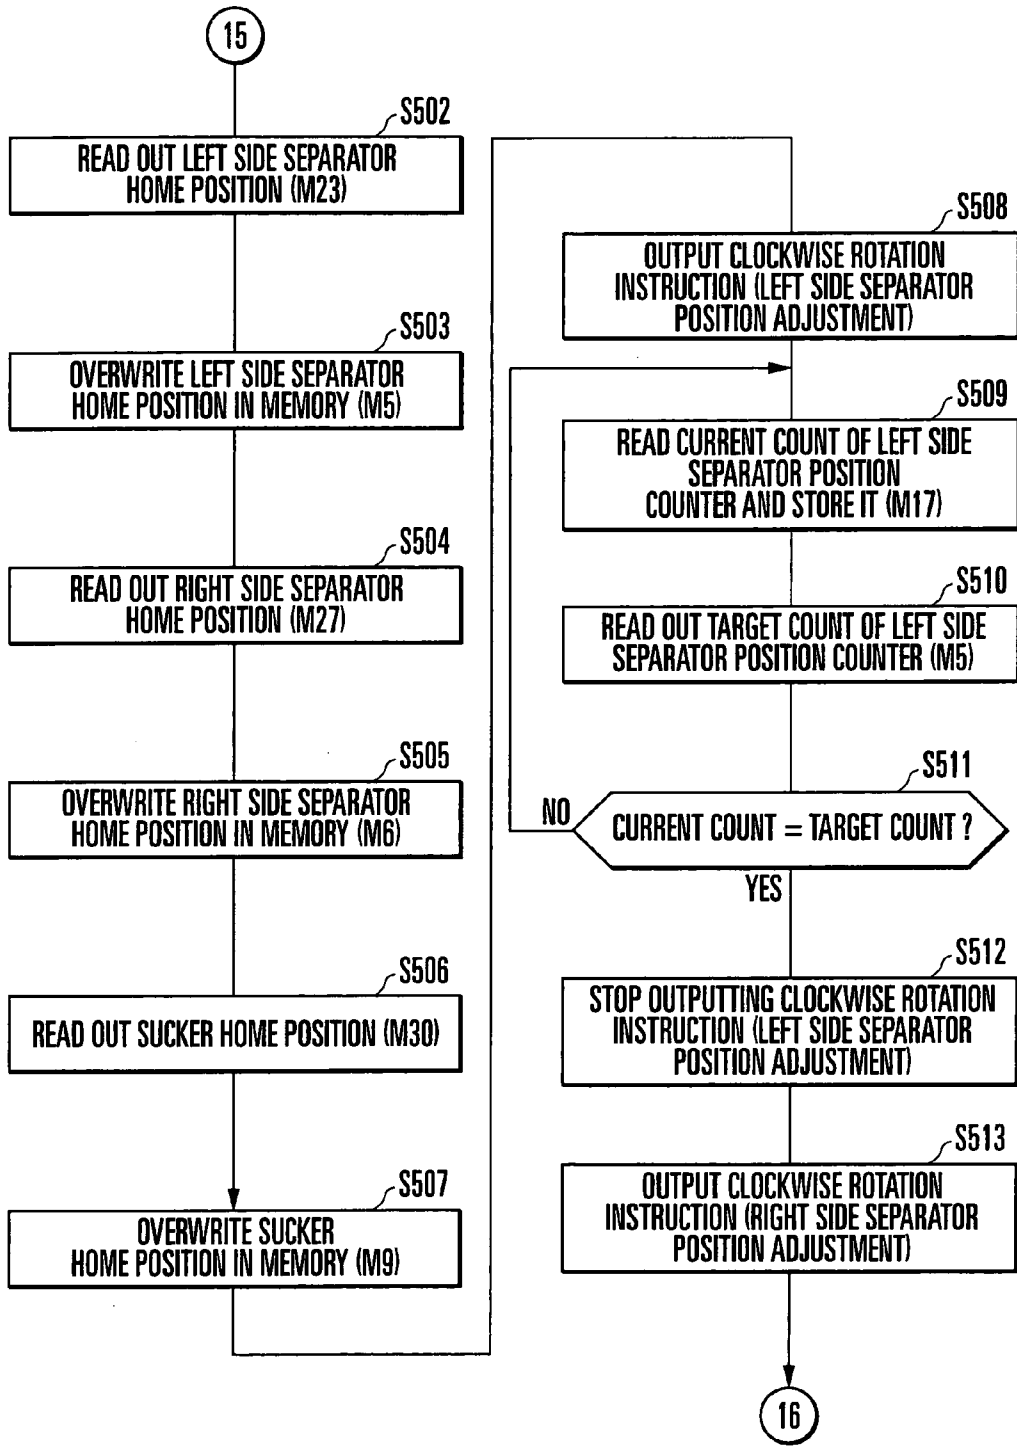 15
S502
READ OUT LEFT SIDE SEPARATOR
HOME POSITION (M23)
S503
OVERWRITE LEFT SIDE SEPARATOR
HOME POSITION IN MEMORY (M5)
S504
READ OUT RIGHT SIDE SEPARATOR
HOME POSITION (M27)
S505
OVERWRITE RIGHT SIDE SEPARATOR
HOME POSITION IN MEMORY (M6)
S506
READ OUT SUCKER HOME POSITION (M30)
S507
OVERWRITE SUCKER
HOME POSITION IN MEMORY (M9)
S508
OUTPUT CLOCKWISE ROTATION
INSTRUCTION (LEFT SIDE SEPARATOR
POSITION ADJUSTMENT)
S509
READ CURRENT COUNT OF LEFT SIDE
SEPARATOR POSITION
COUNTER AND STORE IT (M17)
S510
READ OUT TARGET COUNT OF LEFT SIDE
SEPARATOR POSITION COUNTER (M5)
S511
NO
CURRENT COUNT = TARGET COUNT ?
YES
S512
STOP OUTPUTTING CLOCKWISE ROTATION
INSTRUCTION (LEFT SIDE SEPARATOR
POSITION ADJUSTMENT)
S513
OUTPUT CLOCKWISE ROTATION
INSTRUCTION (RIGHT SIDE SEPARATOR
POSITION ADJUSTMENT)
16